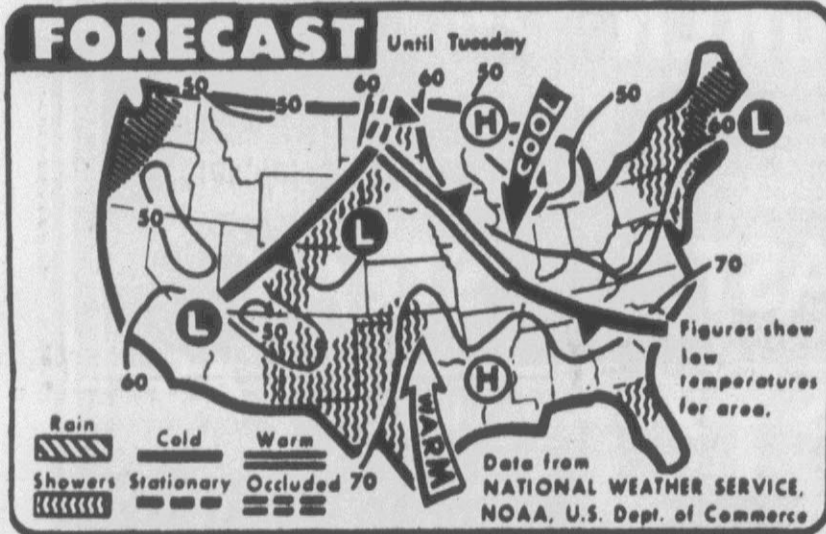 FORECAST Until Tuesday
50 50 60 60 50 50
H COOL 60 L
50 L
L 50 70
60 H
WARM
70
Figures show
low
temperatures
for area.
Rain Cold Warm
Showers Stationary Occluded
Data from
NATIONAL WEATHER SERVICE,
NOAA, U.S. Dept. of Commerce